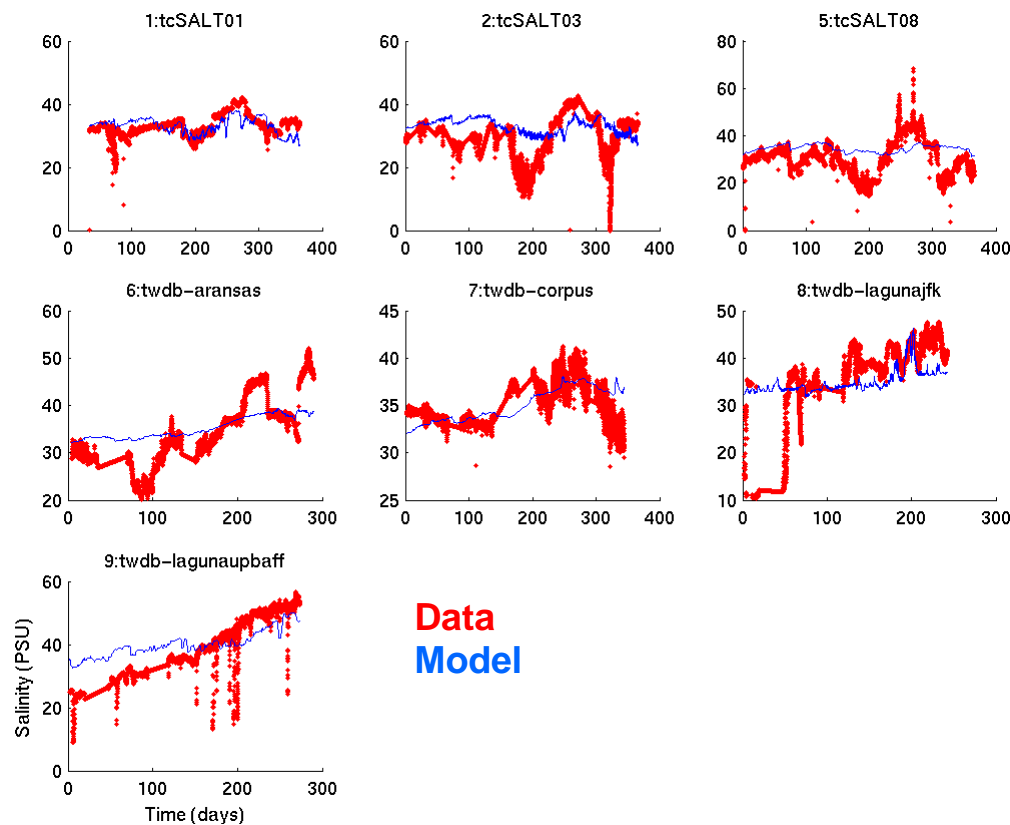 1:tcSALT01
2:tcSALT03
5:tcSALT08
60
40
20
0
0 100 200 300 400
60
40
20
0
0 100 200 300 400
80
60
40
20
0
0 100 200 300 400
6:twdb-aransas
7:twdb-corpus
8:twdb-lagunajfk
60
50
40
30
20
0 100 200 300
45
40
35
30
25
0 100 200 300 400
50
40
30
20
10
0 100 200 300
9:twdb-lagunaupbaff
60
40
20
0
0 100 200 300
Salinity (PSU)
Time (days)
Data
Model